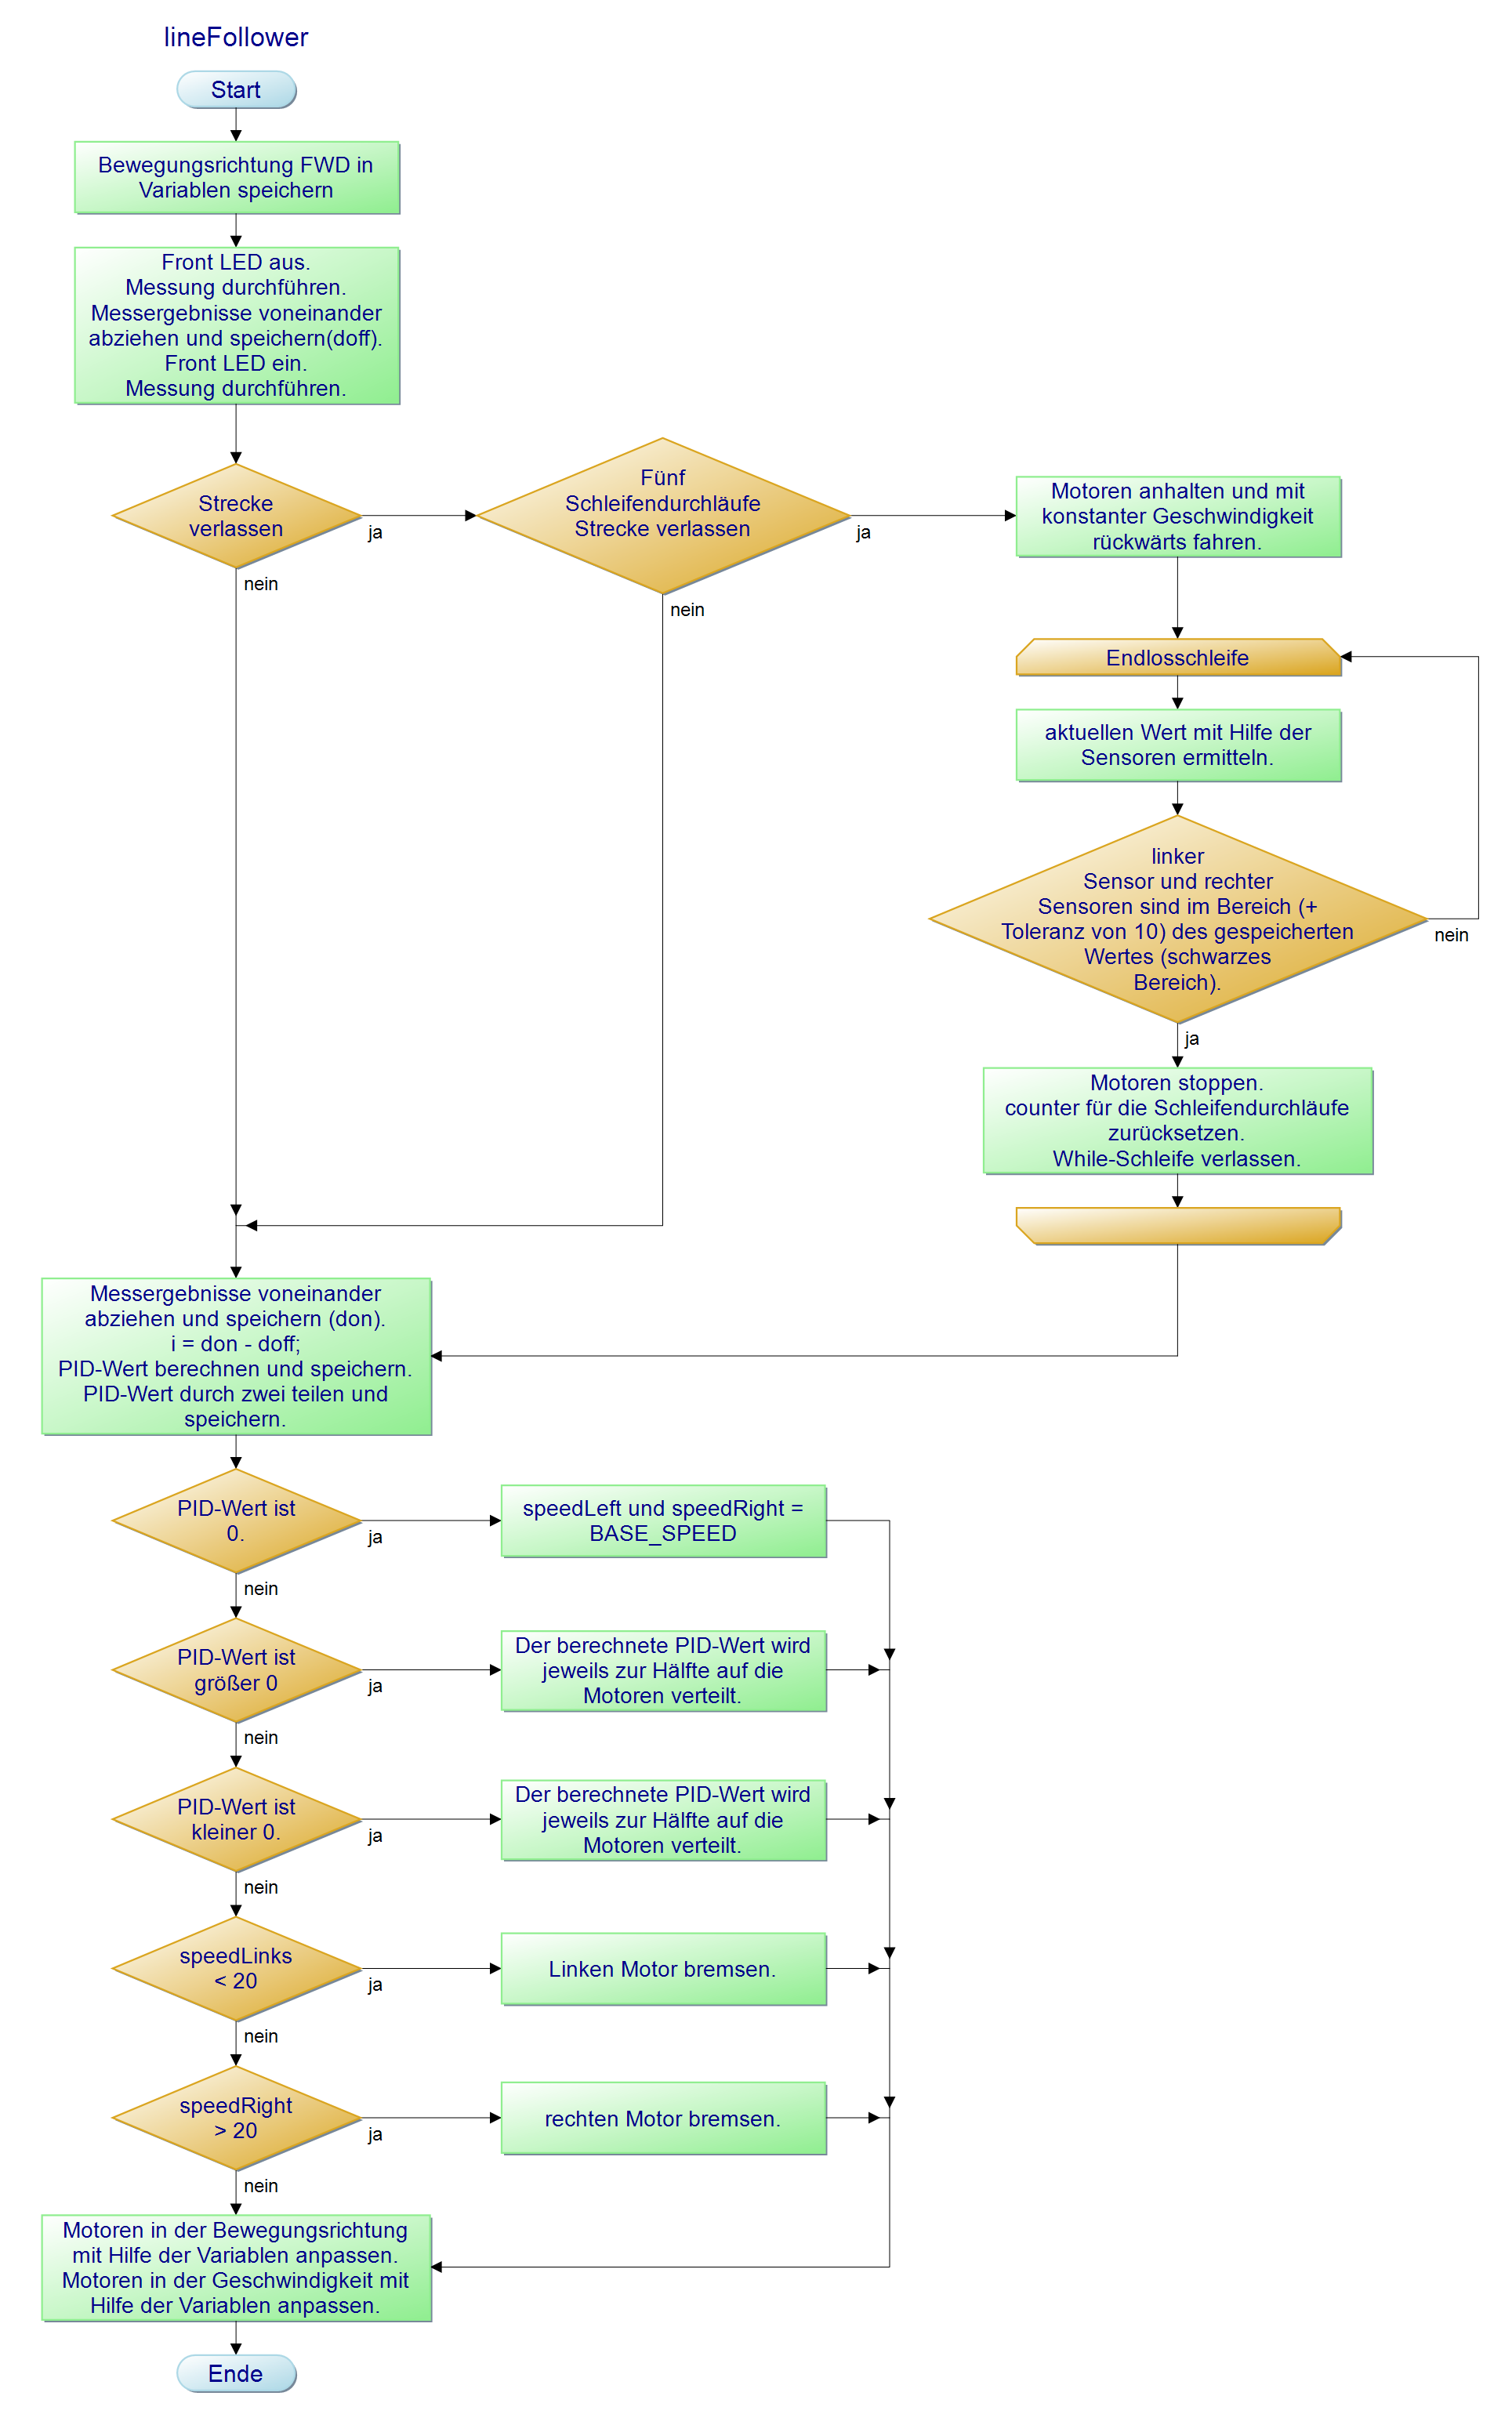 lineFollower
Start
Bewegungsrichtung FWD in
Variablen speichern
Front LED aus.
Messung durchführen.
Messergebnisse voneinander
abziehen und speichern(doff).
Front LED ein.
Messung durchführen.
Strecke
verlassen
ja
nein
Fünf
Schleifendurchläufe
Strecke verlassen
ja
nein
Motoren anhalten und mit
konstanter Geschwindigkeit
rückwärts fahren.
Endlosschleife
aktuellen Wert mit Hilfe der
Sensoren ermitteln.
linker
Sensor und rechter
Sensoren sind im Bereich (+
Toleranz von 10) des gespeicherten
Wertes (schwarzes
Bereich).
nein
ja
Motoren stoppen.
counter für die Schleifendurchläufe
zurücksetzen.
While-Schleife verlassen.
Messergebnisse voneinander
abziehen und speichern (don).
i = don - doff;
PID-Wert berechnen und speichern.
PID-Wert durch zwei teilen und
speichern.
PID-Wert ist
0.
ja
nein
speedLeft und speedRight =
BASE_SPEED
PID-Wert ist
größer 0
ja
nein
Der berechnete PID-Wert wird
jeweils zur Hälfte auf die
Motoren verteilt.
PID-Wert ist
kleiner 0.
ja
nein
Der berechnete PID-Wert wird
jeweils zur Hälfte auf die
Motoren verteilt.
speedLinks
< 20
ja
nein
Linken Motor bremsen.
speedRight
> 20
ja
nein
rechten Motor bremsen.
Motoren in der Bewegungsrichtung
mit Hilfe der Variablen anpassen.
Motoren in der Geschwindigkeit mit
Hilfe der Variablen anpassen.
Ende